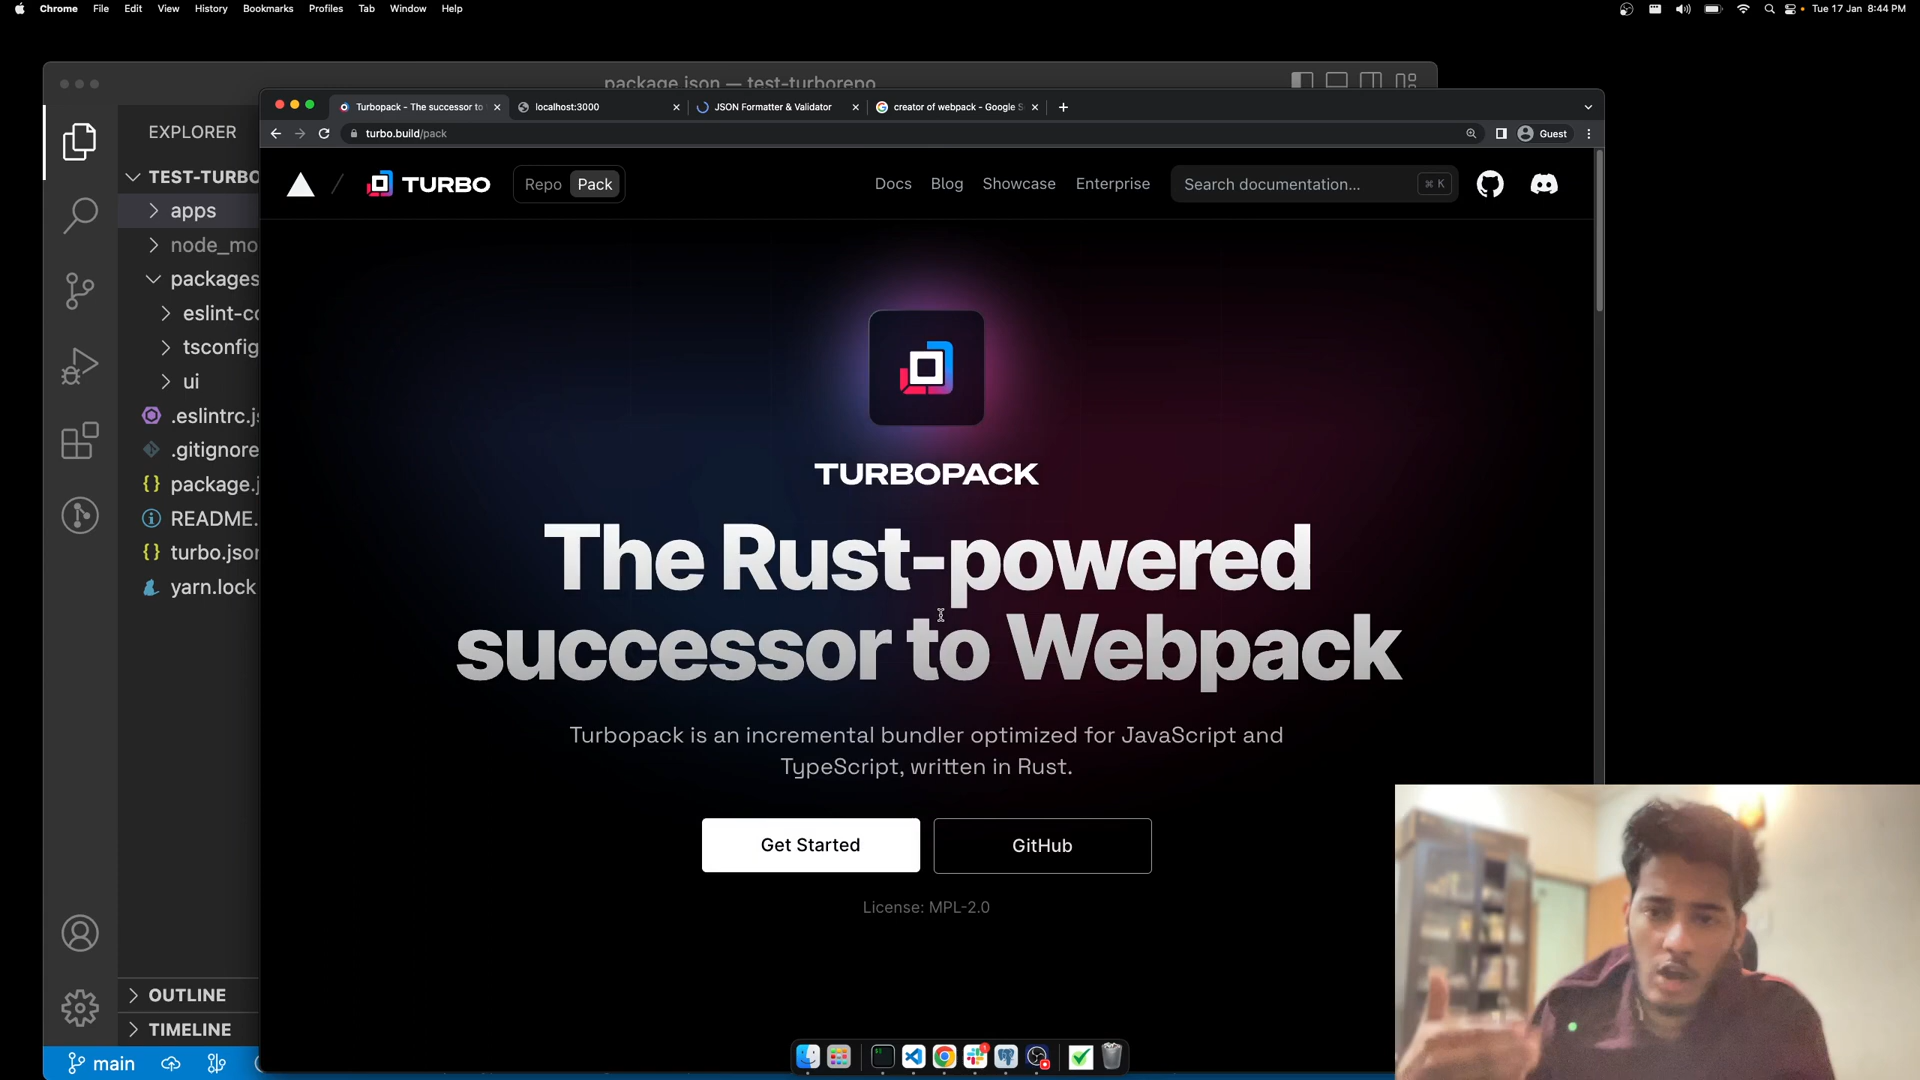 Chrome File Edit View History Bookmarks Profiles Tab Window Help
Tue 17 Jan 8:44 PM
package.json — test-turborepo
Turbopack - The successor to
localhost:3000
JSON Formatter & Validator
creator of webpack - Google S
turbo.build/pack
Guest
EXPLORER
TEST-TURBO
apps
node_mo
packages
eslint-co
tsconfig
ui
.eslintrc.js
.gitignore
package.j
README.
turbo.json
yarn.lock
OUTLINE
TIMELINE
main
TURBO
Repo Pack
Docs Blog Showcase Enterprise
Search documentation...
⌘ K
TURBOPACK
The Rust-powered
successor to Webpack
Turbopack is an incremental bundler optimized for JavaScript and
TypeScript, written in Rust.
Get Started
GitHub
License: MPL-2.0
1